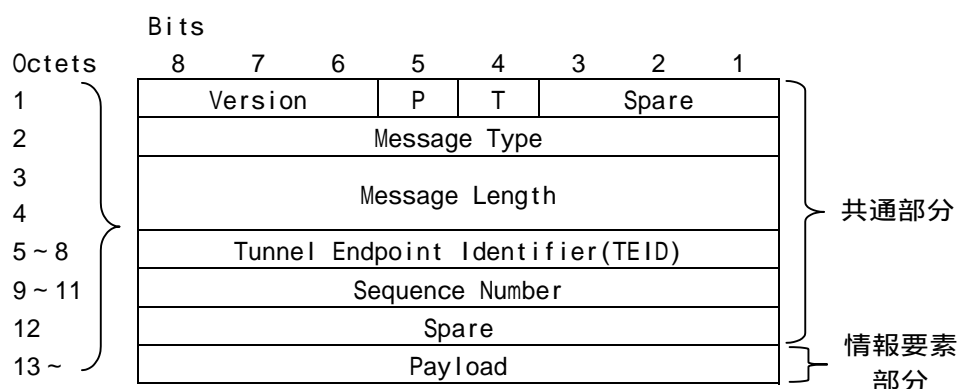 Bits
Octets 8 7 6 5 4 3 2 1
1 Version P T Spare
2 Message Type
3
Message Length
4
共通部分
5~8 Tunnel Endpoint Identifier(TEID)
9~11 Sequence Number
12 Spare
13~ Payload
情報要素
部分